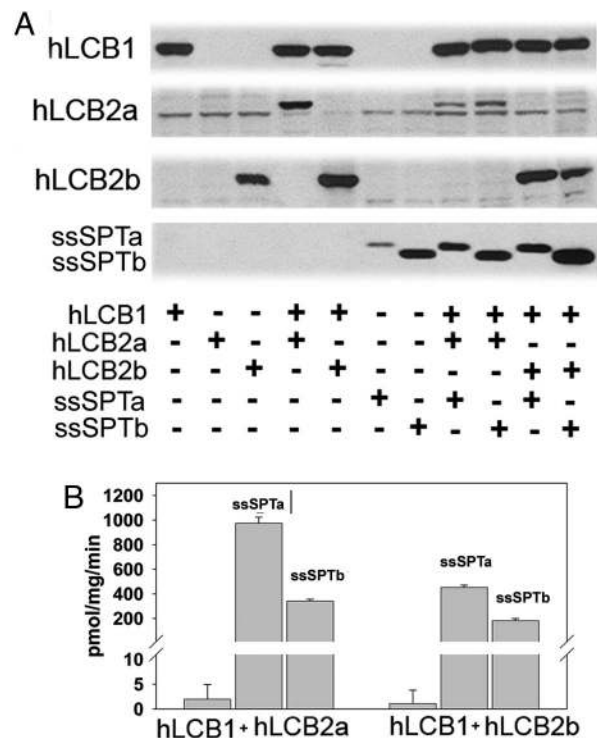 A
hLCB1
hLCB2a
hLCB2b
ssSPTa
ssSPTb
hLCB1 + - - + + - - + + + +
hLCB2a - + - + - - - + + - -
hLCB2b - - + - + - - - - + +
ssSPTa - - - - - + - + - + -
ssSPTb - - - - - - + - + - +
B
pmol/mg/min
1200
1000
800
600
400
200
10
5
0
ssSPTa
ssSPTb
ssSPTa
ssSPTb
hLCB1 + hLCB2a
hLCB1 + hLCB2b